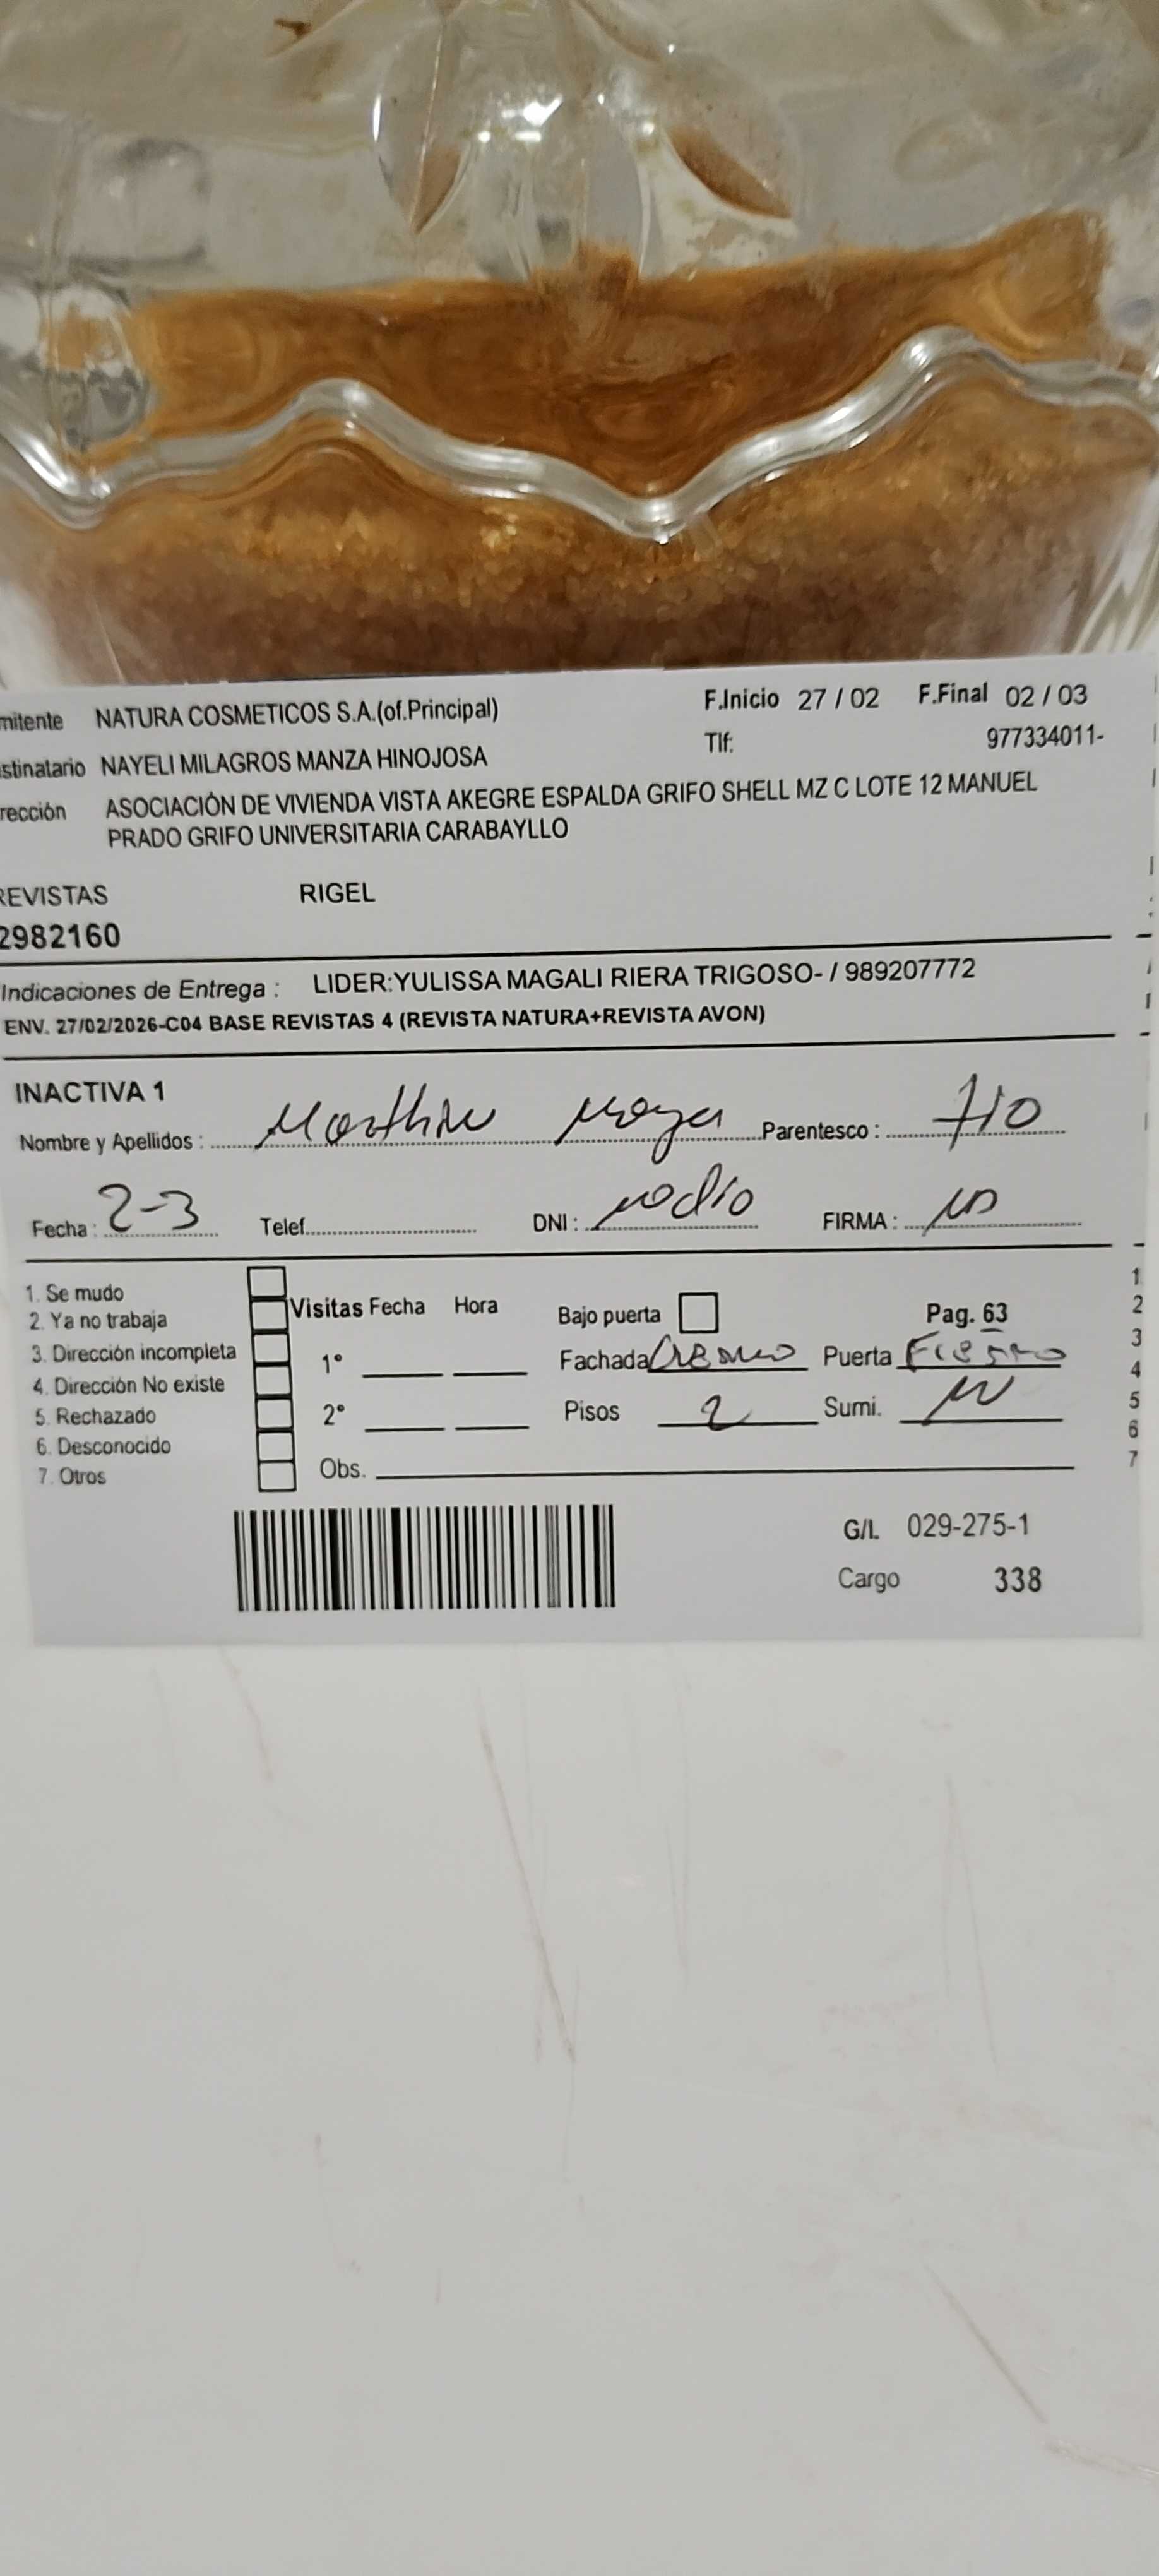 mitente NATURA COSMETICOS S.A.(of.Principal) F.Inicio 27 / 02 F.Final 02 / 03
Tlf: 977334011-
stinatario NAYELI MILAGROS MANZA HINOJOSA
rección ASOCIACIÓN DE VIVIENDA VISTA AKEGRE ESPALDA GRIFO SHELL MZ C LOTE 12 MANUEL
PRADO GRIFO UNIVERSITARIA CARABAYLLO
REVISTAS RIGEL
2982160
Indicaciones de Entrega : LIDER:YULISSA MAGALI RIERA TRIGOSO- / 989207772
ENV. 27/02/2026-C04 BASE REVISTAS 4 (REVISTA NATURA+REVISTA AVON)
INACTIVA 1
Nombre y Apellidos : Moya Parentesco : tio
Fecha : 2-3 Telef. DNI : no dio FIRMA :
1. Se mudo
2. Ya no trabaja Visitas Fecha Hora Bajo puerta Pag. 63
3. Dirección incompleta 1° Fachada Cremo Puerta Fierro
4. Dirección No existe
5. Rechazado 2° Pisos 2 Sumi.
6. Desconocido
7. Otros Obs.
1
2
3
4
5
6
7
G/I. 029-275-1
Cargo 338